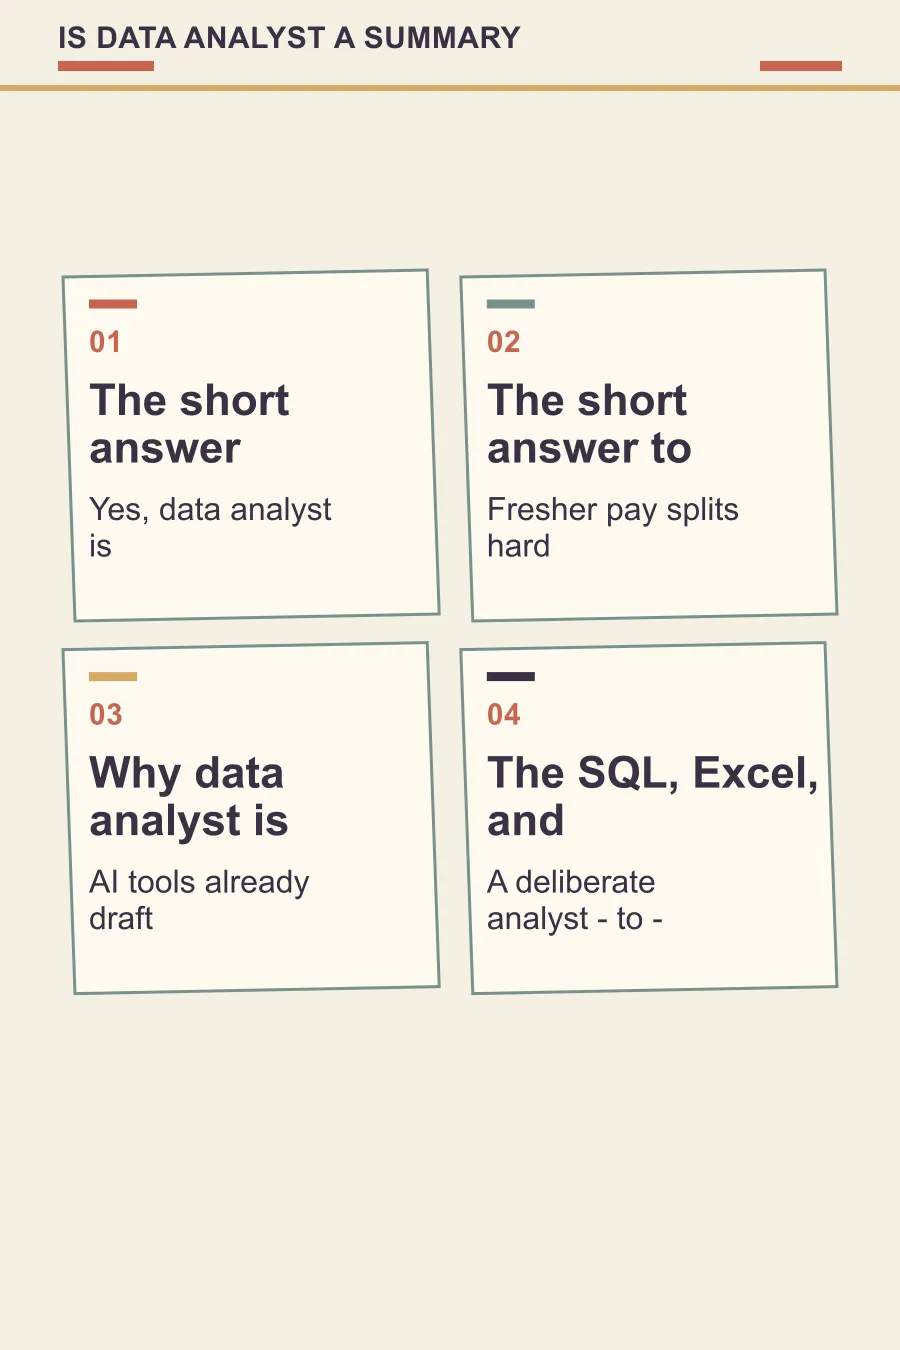 IS DATA ANALYST A SUMMARY
01
The short
answer
Yes, data analyst
is
02
The short
answer to
Fresher pay splits
hard
03
Why data
analyst is
AI tools already
draft
04
The SQL, Excel,
and
A deliberate
analyst - to -